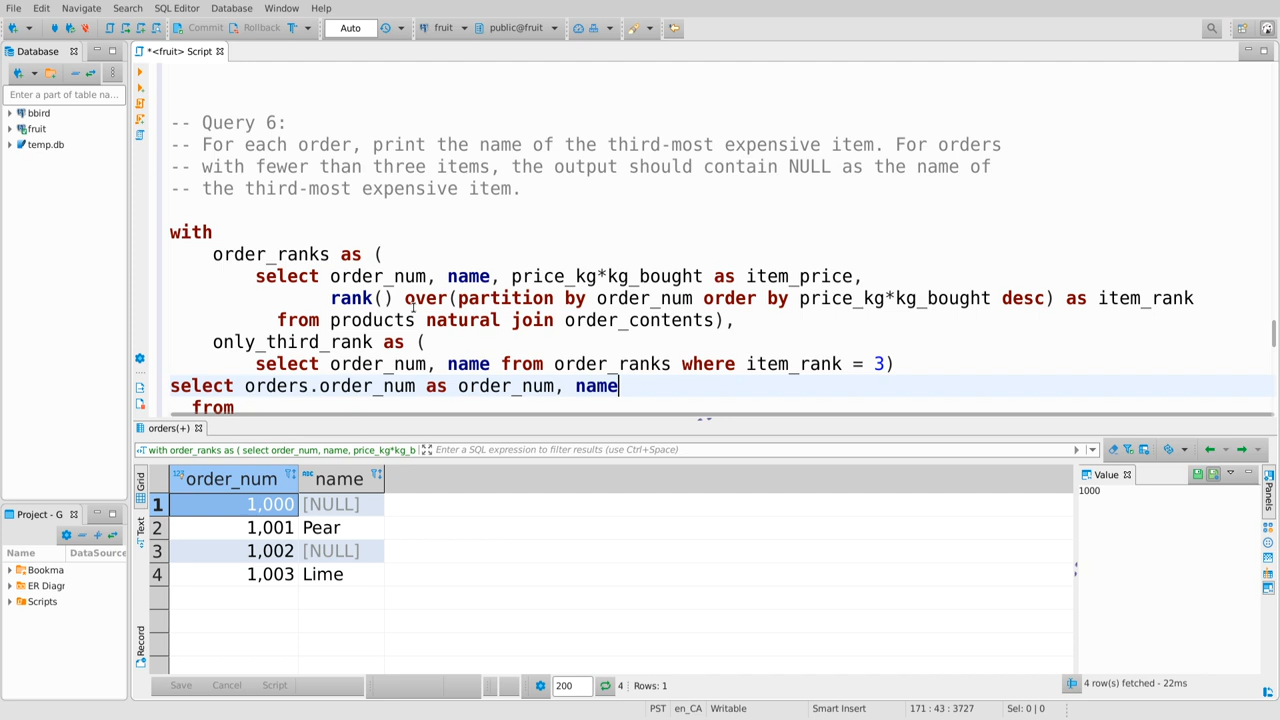 File Edit Navigate Search SQL Editor Database Window Help
Commit Rollback Auto fruit public@fruit
Database *<fruit> Script
Enter a part of table na...
bbird
fruit
temp.db
-- Query 6:
-- For each order, print the name of the third-most expensive item. For orders
-- with fewer than three items, the output should contain NULL as the name of
-- the third-most expensive item.
with
order_ranks as (
select order_num, name, price_kg*kg_bought as item_price,
rank() over(partition by order_num order by price_kg*kg_bought desc) as item_rank
from products natural join order_contents),
only_third_rank as (
select order_num, name from order_ranks where item_rank = 3)
select orders.order_num as order_num, name
from
orders(+)
with order_ranks as ( select order_num, name, price_kg*kg_b Enter a SQL expression to filter results (use Ctrl+Space)
Grid
Text
Record
order_num name
1 1,000 [NULL]
2 1,001 Pear
3 1,002 [NULL]
4 1,003 Lime
Value
1000
Panels
Project - G
Name DataSource
Bookma
ER Diagr
Scripts
Save Cancel Script 200 4 Rows: 1 4 row(s) fetched - 22ms
PST en_CA Writable Smart Insert 171 : 43 : 3727 Sel: 0 | 0